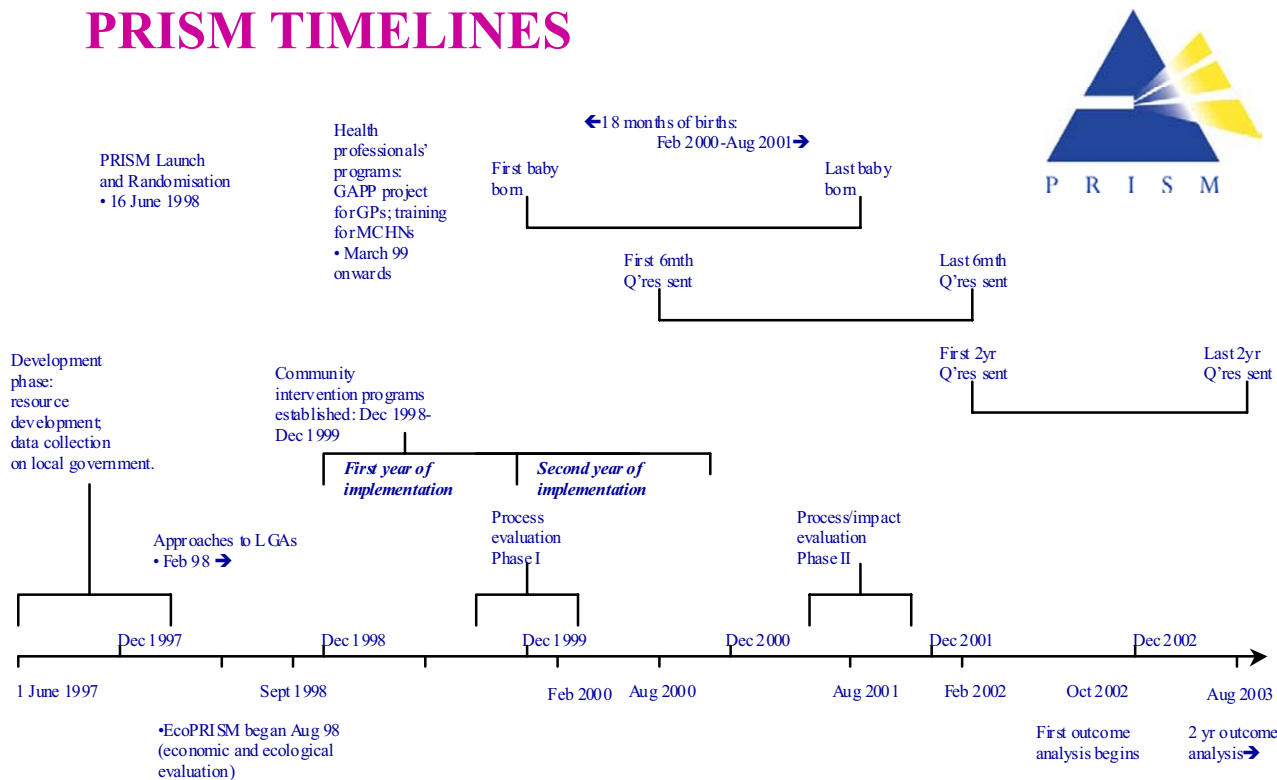 PRISM TIMELINES
P R I S M
PRISM Launch
and Randomisation
• 16 June 1998
Health
professionals'
programs:
GAPP project
for GPs; training
for MCHNs
• March 99
onwards
←18 months of births:
Feb 2000-Aug 2001→
First baby
born
Last baby
born
First 6mth
Q'res sent
Last 6mth
Q'res sent
First 2yr
Q'res sent
Last 2yr
Q'res sent
Development
phase:
resource
development;
data collection
on local government.
Community
intervention programs
established: Dec 1998-
Dec 1999
First year of
implementation
Second year of
implementation
Approaches to LGAs
• Feb 98 →
Process
evaluation
Phase I
Process/impact
evaluation
Phase II
Dec 1997
Dec 1998
Dec 1999
Dec 2000
Dec 2001
Dec 2002
1 June 1997
Sept 1998
Feb 2000
Aug 2000
Aug 2001
Feb 2002
Oct 2002
Aug 2003
•EcoPRISM began Aug 98
(economic and ecological
evaluation)
First outcome
analysis begins
2 yr outcome
analysis→